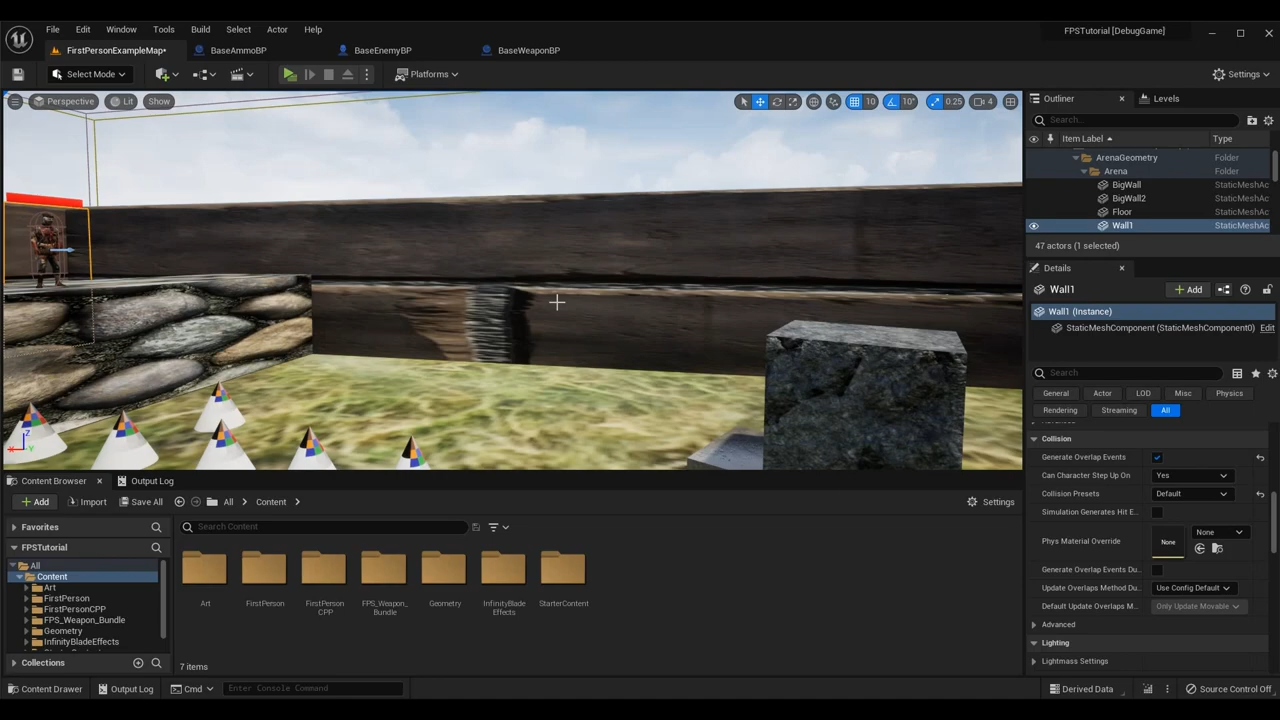 File Edit Window Tools Build Select Actor Help
FPSTutorial [DebugGame]
FirstPersonExampleMap*
BaseAmmoBP
BaseEnemyBP
BaseWeaponBP
Select Mode
Platforms
Settings
Perspective
Lit
Show
10
10°
0.25
4
Z
X
Y
Outliner
Levels
Search...
Item Label
Type
ArenaGeometry Folder
Arena Folder
BigWall StaticMeshAc
BigWall2 StaticMeshAc
Floor StaticMeshAc
Wall1 StaticMeshAc
47 actors (1 selected)
Details
Wall1
Add
Wall1 (Instance)
StaticMeshComponent (StaticMeshComponent0) Edit
Search
General
Actor
LOD
Misc
Physics
Rendering
Streaming
All
Collision
Generate Overlap Events
Can Character Step Up On Yes
Collision Presets Default
Simulation Generates Hit E...
Phys Material Override None None
Generate Overlap Events Du...
Update Overlaps Method Du... Use Config Default
Default Update Overlaps M... Only Update Movable
Advanced
Lighting
Lightmass Settings
Content Browser
Output Log
Add
Import
Save All
All
Content
Settings
Favorites
FPSTutorial
All
Content
Art
FirstPerson
FirstPersonCPP
FPS_Weapon_Bundle
Geometry
InfinityBladeEffects
Collections
Search Content
Art
FirstPerson
FirstPerson
CPP
FPS_Weapon_
Bundle
Geometry
InfinityBlade
Effects
StarterContent
7 items
Content Drawer
Output Log
Cmd
Enter Console Command
Derived Data
Source Control Off